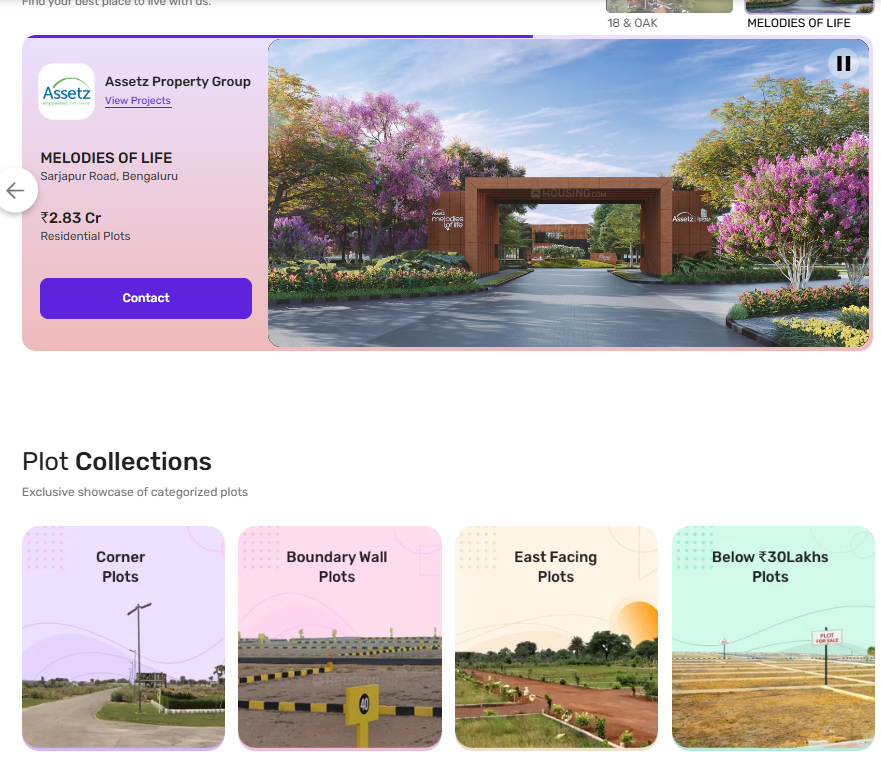 Find your best place to live with us.
18 & OAK
MELODIES OF LIFE
Assetz
Assetz Property Group
View Projects
MELODIES OF LIFE
Sarjapur Road, Bengaluru
₹2.83 Cr
Residential Plots
Contact
HOUSING.COM
Assetz
melodies
of life
Assetz
Plot Collections
Exclusive showcase of categorized plots
Corner
Plots
Boundary Wall
Plots
East Facing
Plots
Below ₹30Lakhs
Plots
HOUSING
40
PLOT
FOR SALE